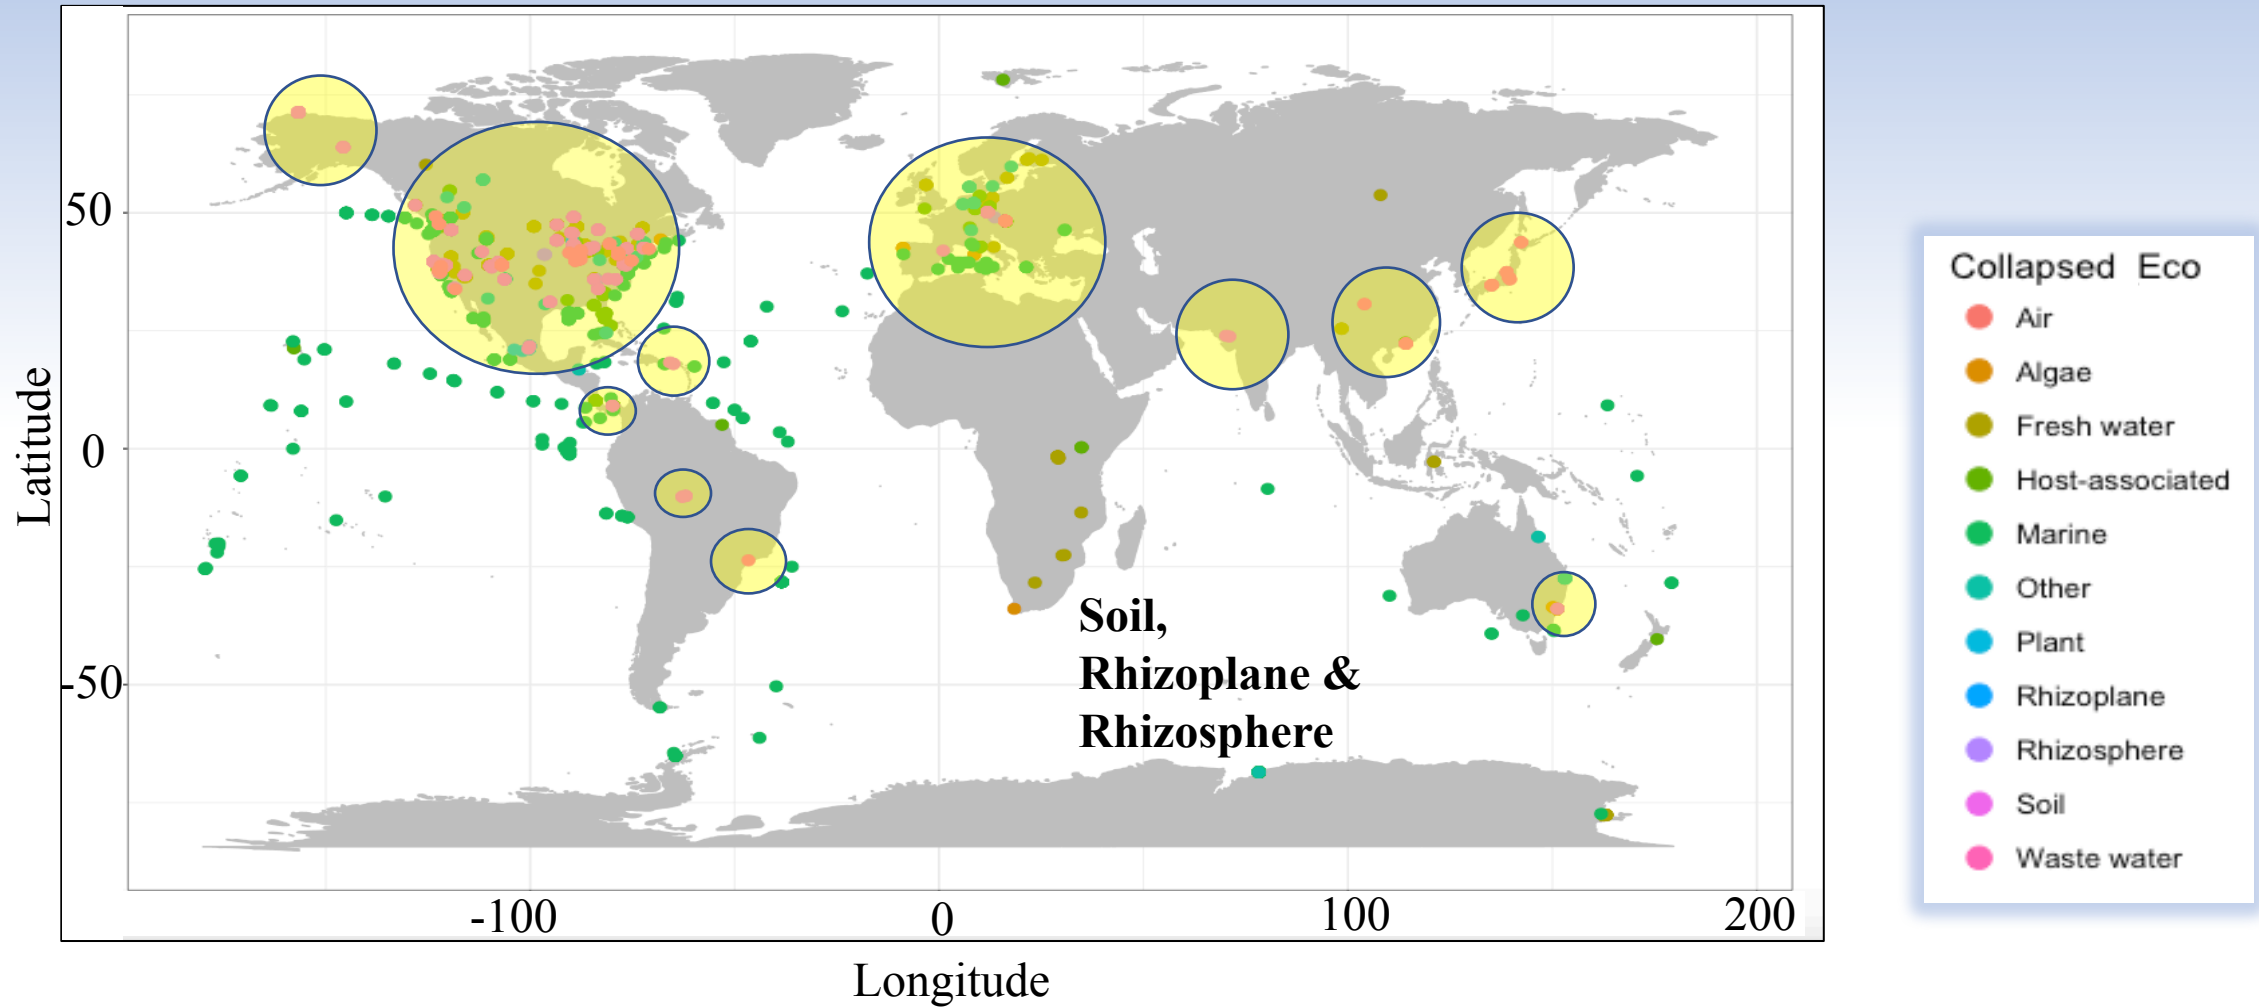 50
0
-50
Latitude
-100
0
100
200
Longitude
Soil,
Rhizoplane &
Rhizosphere
Collapsed Eco
Air
Algae
Fresh water
Host-associated
Marine
Other
Plant
Rhizoplane
Rhizosphere
Soil
Waste water